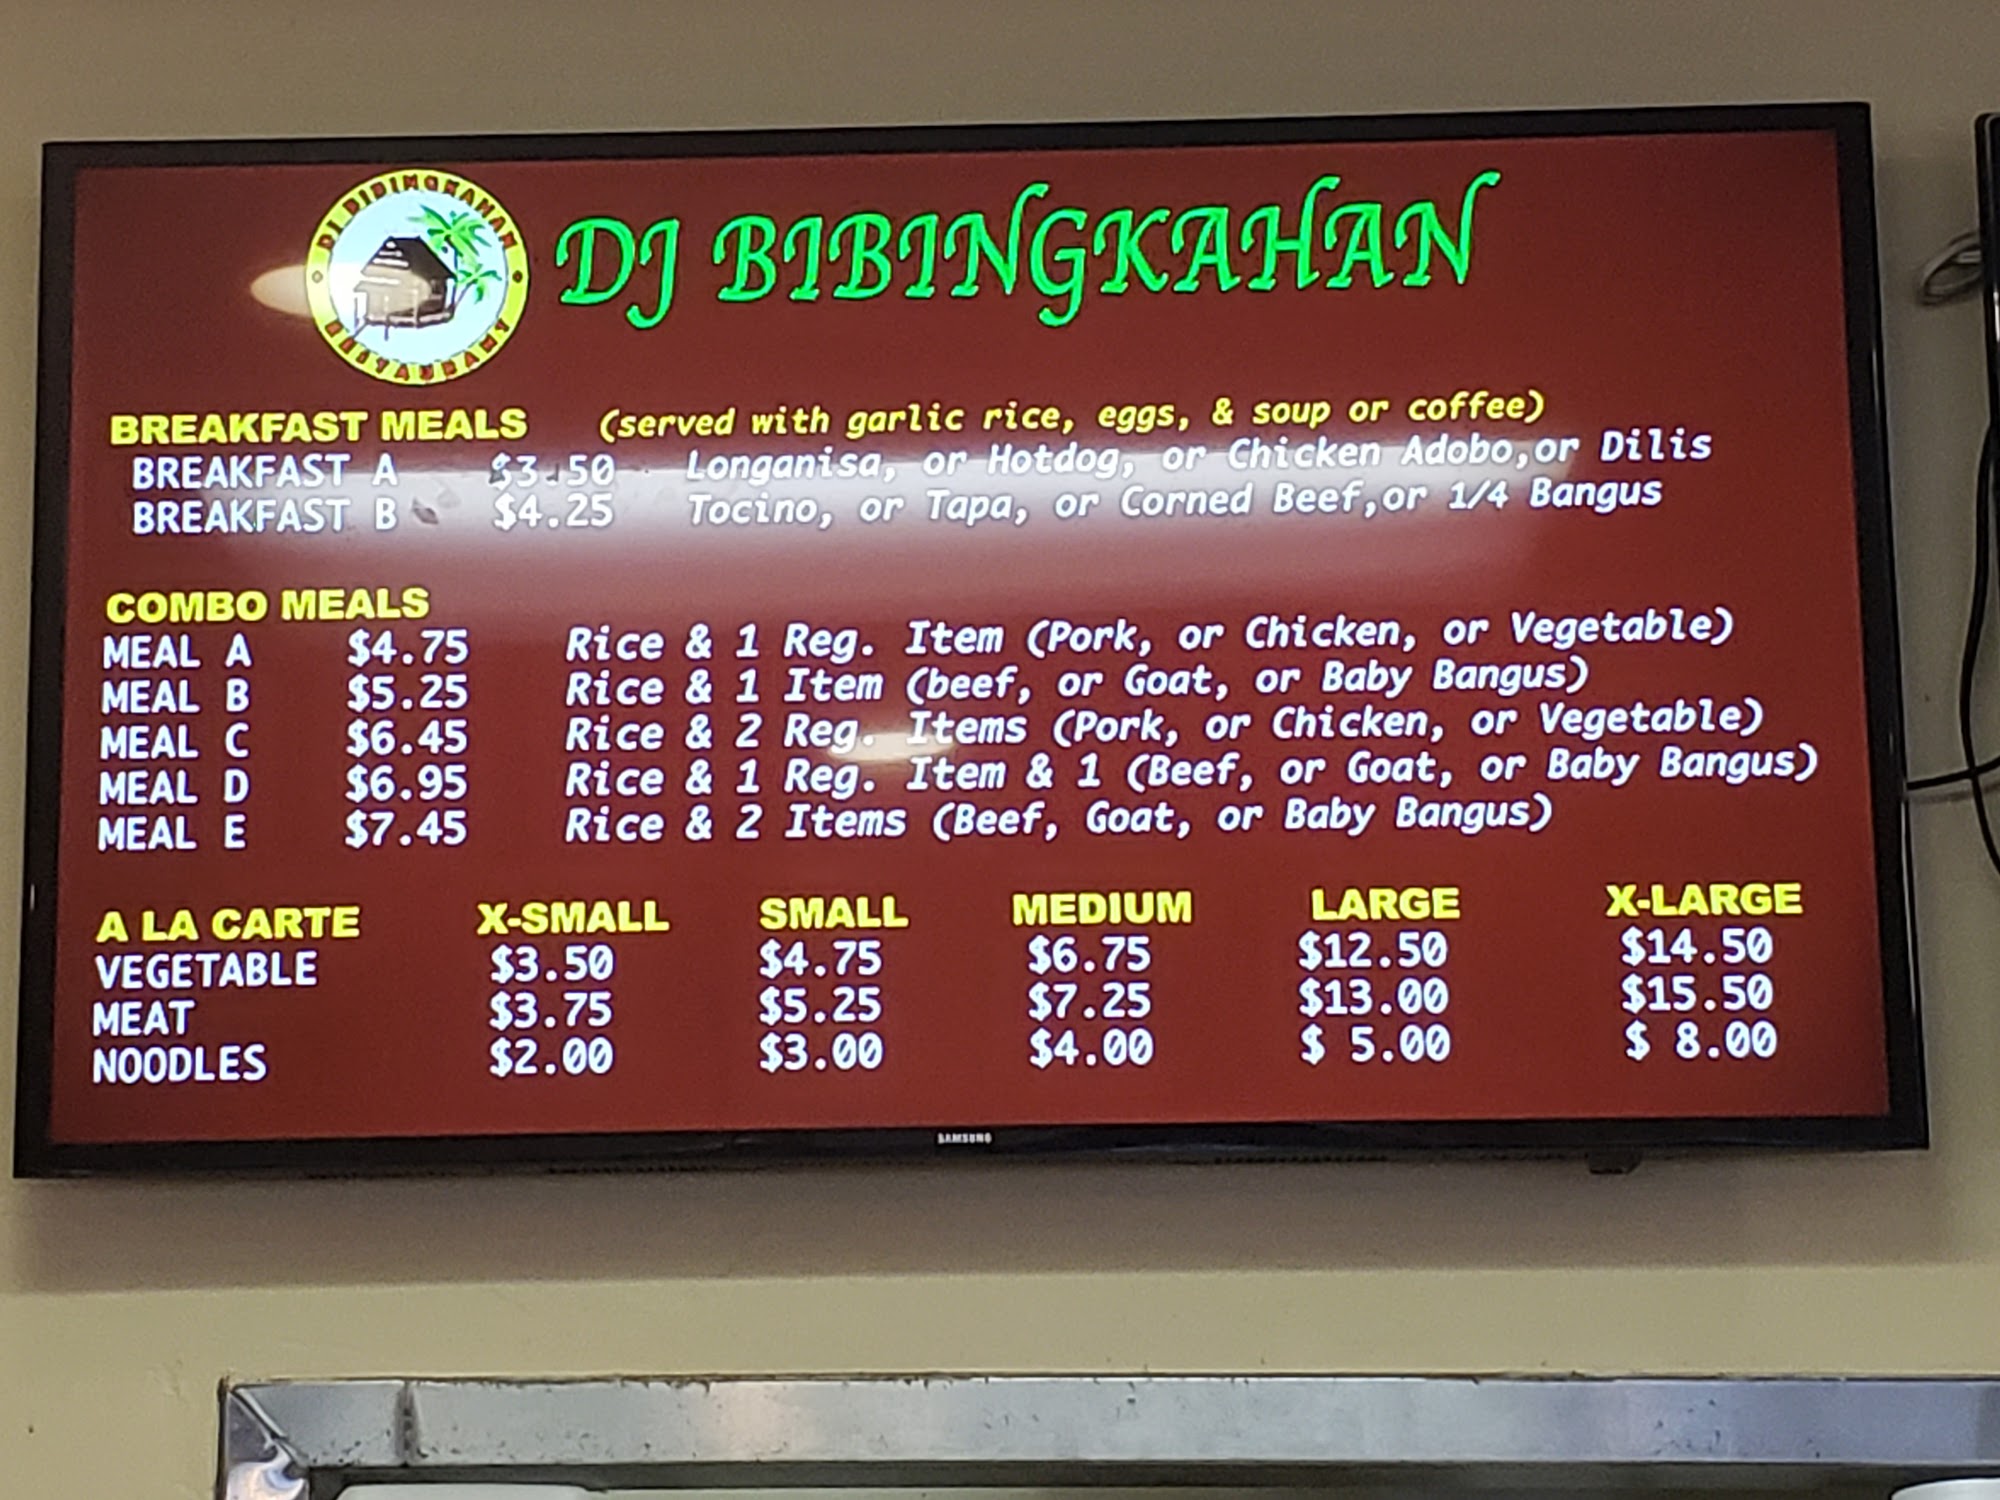 DJ BIBINGKAHAN
RESTAURANT
DJ BIBINGKAHAN
BREAKFAST MEALS (served with garlic rice, eggs, & soup or coffee)
BREAKFAST A $3.50 Longanisa, or Hotdog, or Chicken Adobo,or Dilis
BREAKFAST B $4.25 Tocino, or Tapa, or Corned Beef,or 1/4 Bangus
COMBO MEALS
MEAL A $4.75 Rice & 1 Reg. Item (Pork, or Chicken, or Vegetable)
MEAL B $5.25 Rice & 1 Item (beef, or Goat, or Baby Bangus)
MEAL C $6.45 Rice & 2 Reg. Items (Pork, or Chicken, or Vegetable)
MEAL D $6.95 Rice & 1 Reg. Item & 1 (Beef, or Goat, or Baby Bangus)
MEAL E $7.45 Rice & 2 Items (Beef, Goat, or Baby Bangus)
A LA CARTE X-SMALL SMALL MEDIUM LARGE X-LARGE
VEGETABLE $3.50 $4.75 $6.75 $12.50 $14.50
MEAT $3.75 $5.25 $7.25 $13.00 $15.50
NOODLES $2.00 $3.00 $4.00 $ 5.00 $ 8.00
SAMSUNG